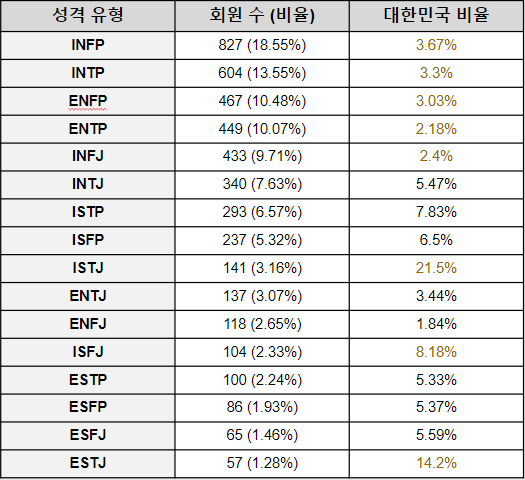 성격 유형 회원 수 (비율) 대한민국 비율
INFP 827 (18.55%) 3.67%
INTP 604 (13.55%) 3.3%
ENFP 467 (10.48%) 3.03%
ENTP 449 (10.07%) 2.18%
INFJ 433 (9.71%) 2.4%
INTJ 340 (7.63%) 5.47%
ISTP 293 (6.57%) 7.83%
ISFP 237 (5.32%) 6.5%
ISTJ 141 (3.16%) 21.5%
ENTJ 137 (3.07%) 3.44%
ENFJ 118 (2.65%) 1.84%
ISFJ 104 (2.33%) 8.18%
ESTP 100 (2.24%) 5.33%
ESFP 86 (1.93%) 5.37%
ESFJ 65 (1.46%) 5.59%
ESTJ 57 (1.28%) 14.2%